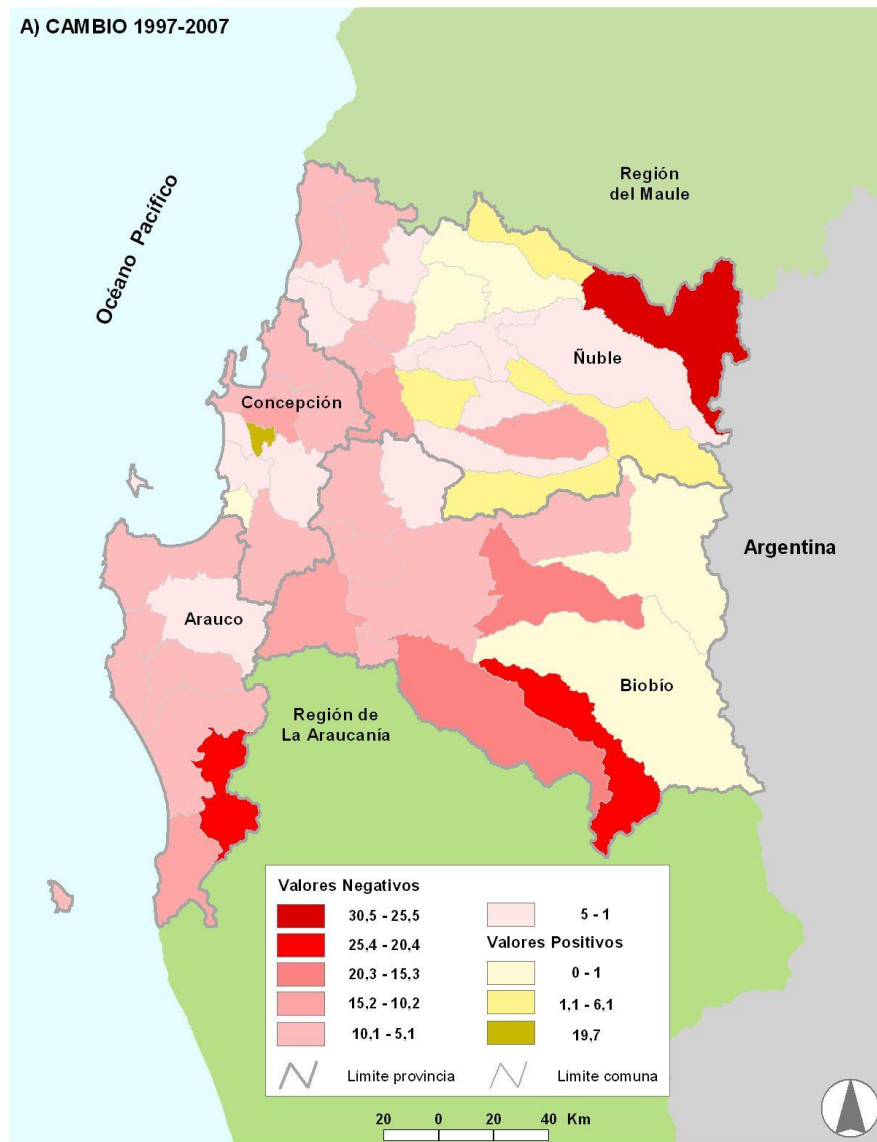 A) CAMBIO 1997-2007
Océano Pacífico
Región
del Maule
Ñuble
Concepción
Argentina
Arauco
Biobío
Región de
La Araucanía
Valores Negativos
30,5 - 25,5
25,4 - 20,4
20,3 - 15,3
15,2 - 10,2
10,1 - 5,1
5 - 1
Valores Positivos
0 - 1
1,1 - 6,1
19,7
Límite provincia
Límite comuna
20 0 20 40 Km